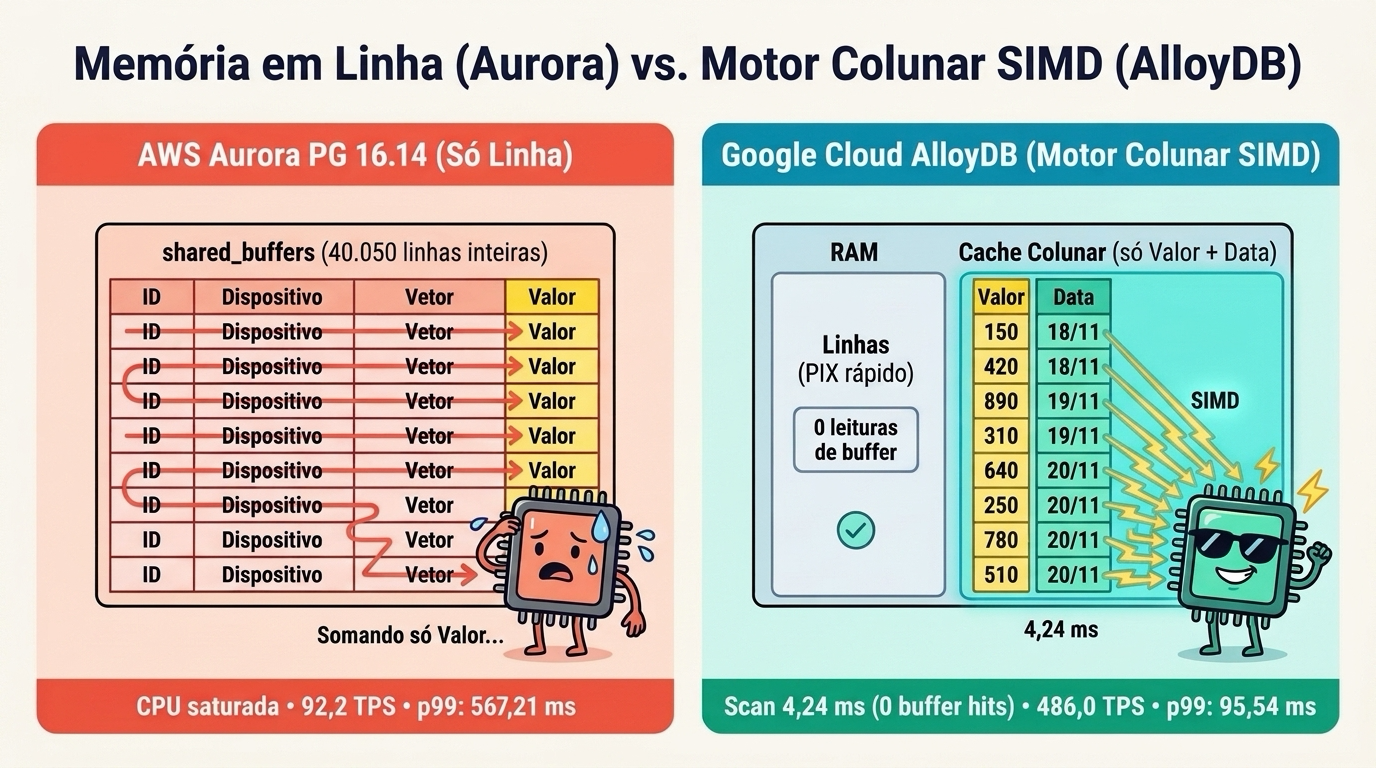 Memória em Linha (Aurora) vs. Motor Colunar SIMD (AlloyDB)
AWS Aurora PG 16.14 (Só Linha)
shared_buffers (40.050 linhas inteiras)
ID Dispositivo Vetor Valor
ID Dispositivo Vetor Valor
ID Dispositivo Vetor Valor
ID Dispositivo Vetor Valor
ID Dispositivo Vetor Valor
ID Dispositivo Vetor Valor
ID Dispositivo Vetor
ID Dispositivo Vetor
ID Dispositivo Vetor
Somando só Valor...
CPU saturada • 92,2 TPS • p99: 567,21 ms
Google Cloud AlloyDB (Motor Colunar SIMD)
RAM
Linhas
(PIX rápido)
0 leituras
de buffer
Cache Colunar (só Valor + Data)
Valor Data
150 18/11
420 18/11
890 19/11
310 19/11
640 20/11
250 20/11
780 20/11
510 20/11
SIMD
4,24 ms
Scan 4,24 ms (0 buffer hits) • 486,0 TPS • p99: 95,54 ms